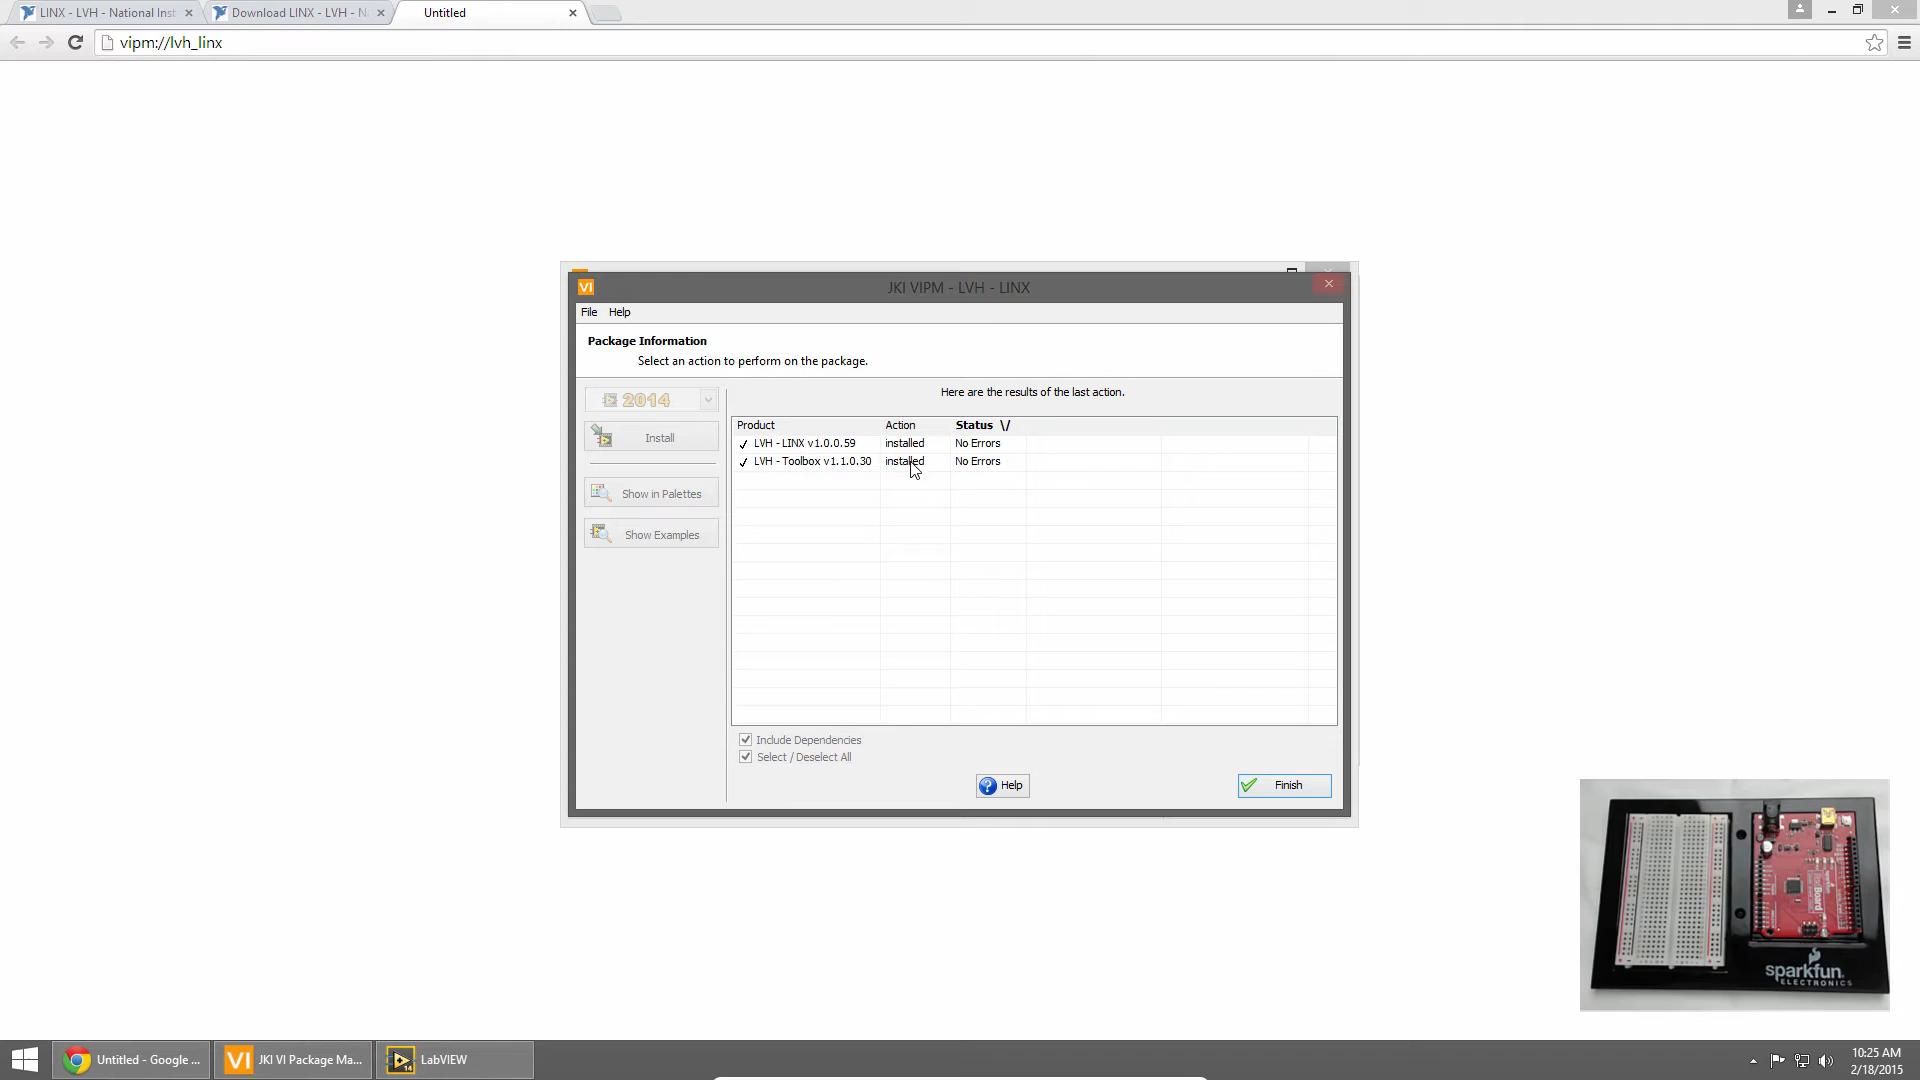 LINX - LVH - National Inst
Download LINX - LVH - N
Untitled
vipm://lvh_linx
VI
JKI VIPM - LVH - LINX
File Help
Package Information
Select an action to perform on the package.
2014
Install
Show in Palettes
Show Examples
Here are the results of the last action.
Product Action Status \/
LVH - LINX v1.0.0.59 installed No Errors
LVH - Toolbox v1.1.0.30 installed No Errors
Include Dependencies
Select / Deselect All
Help
Finish
sparkfun
ELECTRONICS
Untitled - Google ...
VI JKI VI Package Ma...
14 LabVIEW
10:25 AM
2/18/2015